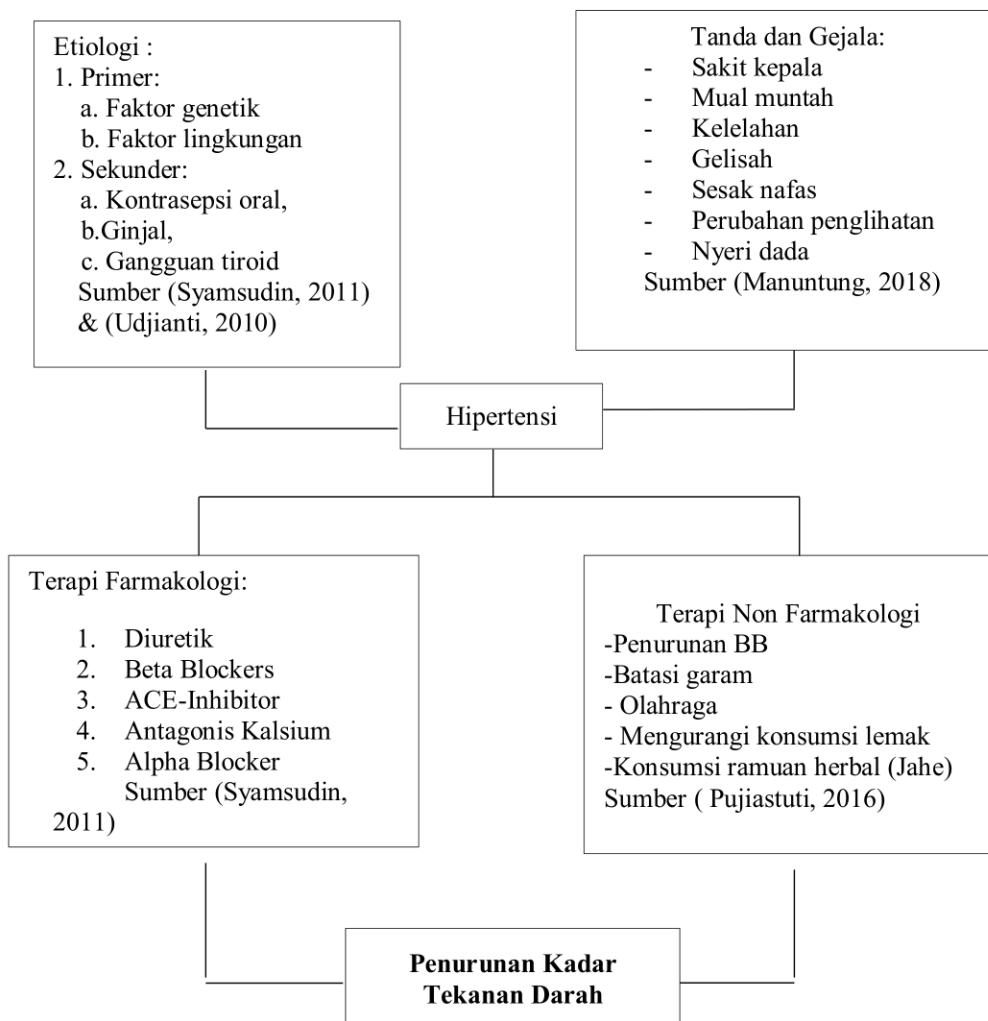 Etiologi :
1. Primer:
a. Faktor genetik
b. Faktor lingkungan
2. Sekunder:
a. Kontrasepsi oral,
b.Ginjal,
c. Gangguan tiroid
Sumber (Syamsudin, 2011)
& (Udjianti, 2010)
Tanda dan Gejala:
- Sakit kepala
- Mual muntah
- Kelelahan
- Gelisah
- Sesak nafas
- Perubahan penglihatan
- Nyeri dada
Sumber (Manuntung, 2018)
Hipertensi
Terapi Farmakologi:
1. Diuretik
2. Beta Blockers
3. ACE-Inhibitor
4. Antagonis Kalsium
5. Alpha Blocker
Sumber (Syamsudin,
2011)
Terapi Non Farmakologi
-Penurunan BB
-Batasi garam
- Olahraga
- Mengurangi konsumsi lemak
-Konsumsi ramuan herbal (Jahe)
Sumber ( Pujiastuti, 2016)
Penurunan Kadar
Tekanan Darah